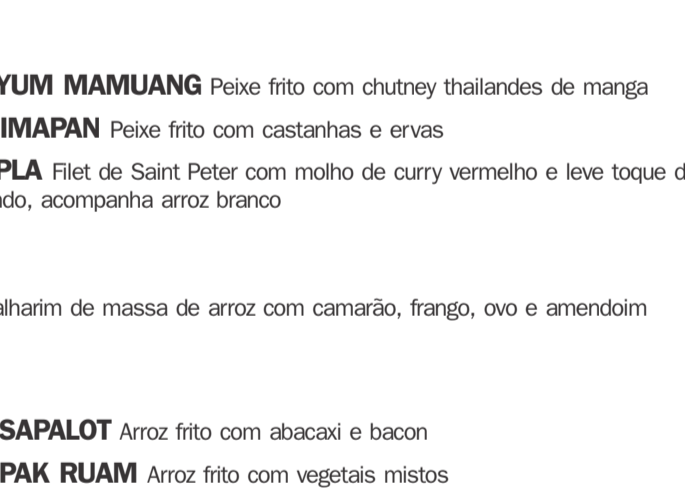 YUM MAMUANG Peixe frito com chutney thailandes de manga
IMAPAN Peixe frito com castanhas e ervas
PLA Filet de Saint Peter com molho de curry vermelho e leve toque
acompanha arroz branco
de massa de arroz com camarão, frango, ovo e amendoim
SAPALOT Arroz frito com abacaxi e bacon
PAK RUAM Arroz frito com vegetais mistos